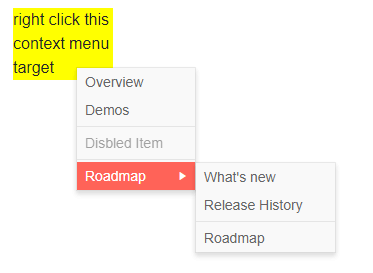 right click this
context menu
target
Overview
Demos
Disbled Item
Roadmap
What's new
Release History
Roadmap